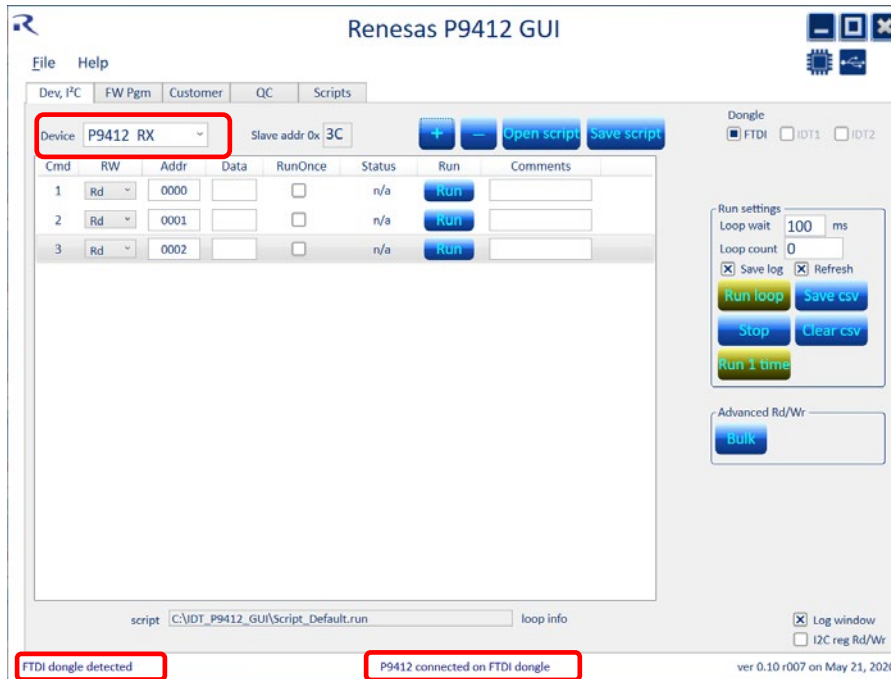 Renesas P9412 GUI
File Help
Dev, I²C FW Pgm Customer QC Scripts
Device P9412 RX Slave addr 0x 3C + – Open script Save script
Dongle
FTDI IDT1 IDT2
Cmd RW Addr Data RunOnce Status Run Comments
1 Rd 0000 n/a Run
2 Rd 0001 n/a Run
3 Rd 0002 n/a Run
Run settings
Loop wait 100 ms
Loop count 0
Save log Refresh
Run loop Save csv
Stop Clear csv
Run 1 time
Advanced Rd/Wr
Bulk
script C:\IDT_P9412_GUI\Script_Default.run loop info
Log window
I2C reg Rd/Wr
FTDI dongle detected P9412 connected on FTDI dongle ver 0.10 r007 on May 21,